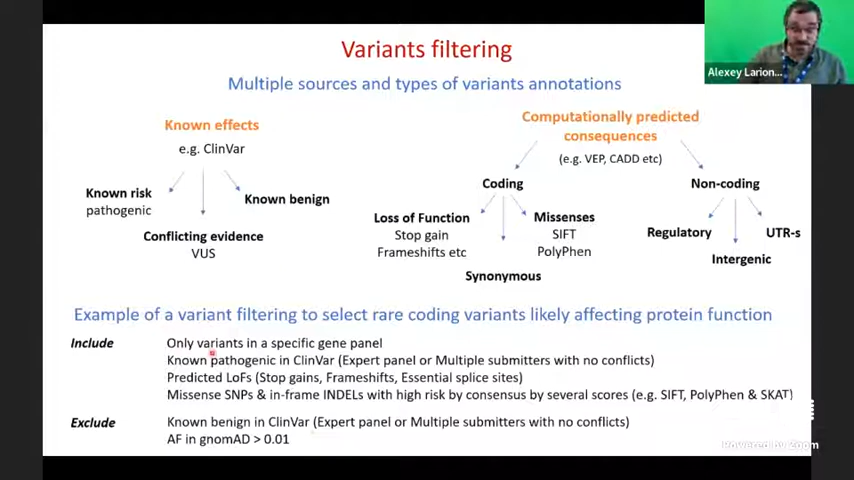 Variants filtering
Alexey Larion...
Multiple sources and types of variants annotations
Known effects
e.g. ClinVar
Known risk
pathogenic
Known benign
Conflicting evidence
VUS
Computationally predicted
consequences
(e.g. VEP, CADD etc)
Coding
Non-coding
Loss of Function
Stop gain
Frameshifts etc
Missenses
SIFT
PolyPhen
Synonymous
Regulatory
UTR-s
Intergenic
Example of a variant filtering to select rare coding variants likely affecting protein function
Include
Only variants in a specific gene panel
Known pathogenic in ClinVar (Expert panel or Multiple submitters with no conflicts)
Predicted LoFs (Stop gains, Frameshifts, Essential splice sites)
Missense SNPs & in-frame INDELs with high risk by consensus by several scores (e.g. SIFT, PolyPhen & SKAT)
Exclude
Known benign in ClinVar (Expert panel or Multiple submitters with no conflicts)
AF in gnomAD > 0.01
Powered by Zoom